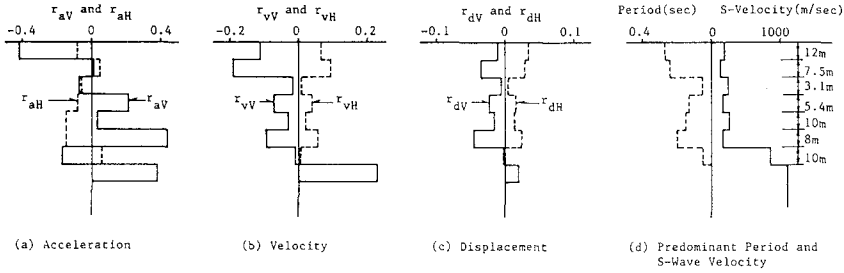 r_aV and r_aH
-0.4 0 0.4
r_aH
r_aV
(a) Acceleration
r_vV and r_vH
-0.2 0 0.2
r_vV
r_vH
(b) Velocity
r_dV and r_dH
-0.1 0 0.1
r_dV
r_dH
(c) Displacement
Period(sec) S-Velocity(m/sec)
0.4 0 1000
12m
7.5m
3.1m
5.4m
10m
8m
10m
(d) Predominant Period and
S-Wave Velocity